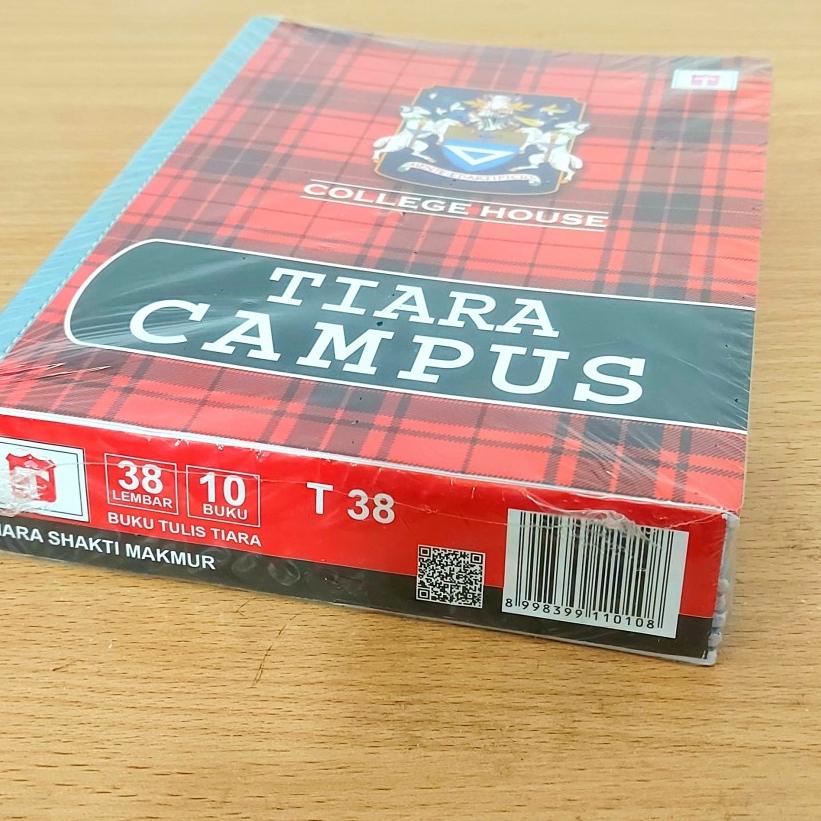 COLLEGE HOUSE
TIARA
CAMPUS
38
LEMBAR
10
BUKU
T 38
BUKU TULIS TIARA
IARA SHAKTI MAKMUR
8 998399 110108